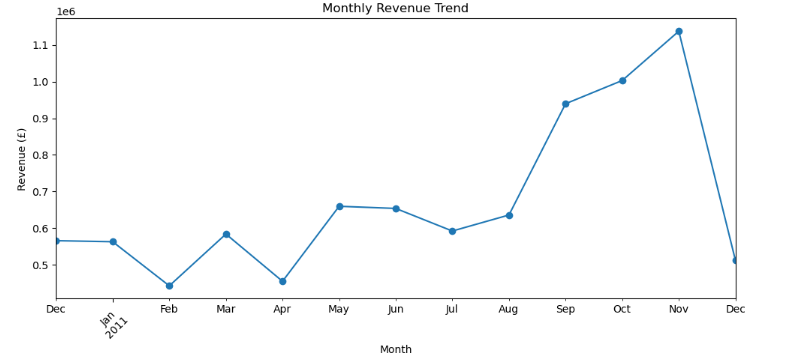 Monthly Revenue Trend
1e6
1.1
1.0
0.9
0.8
0.7
0.6
0.5
Revenue (£)
Dec Jan Feb Mar Apr May Jun Jul Aug Sep Oct Nov Dec
2011
Month